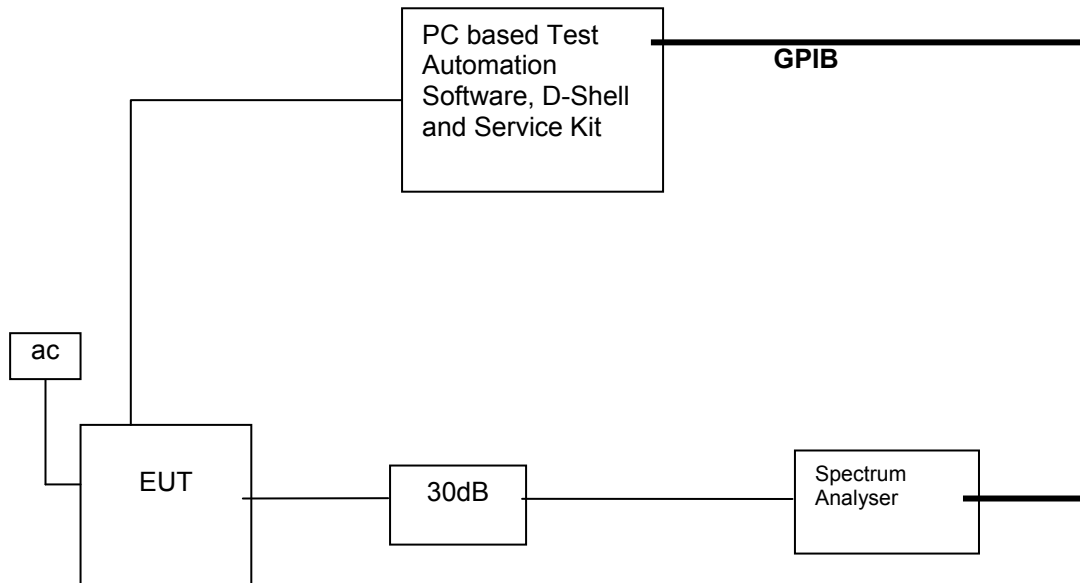 PC based Test
Automation
Software, D-Shell
and Service Kit
GPIB
ac
EUT
30dB
Spectrum
Analyser